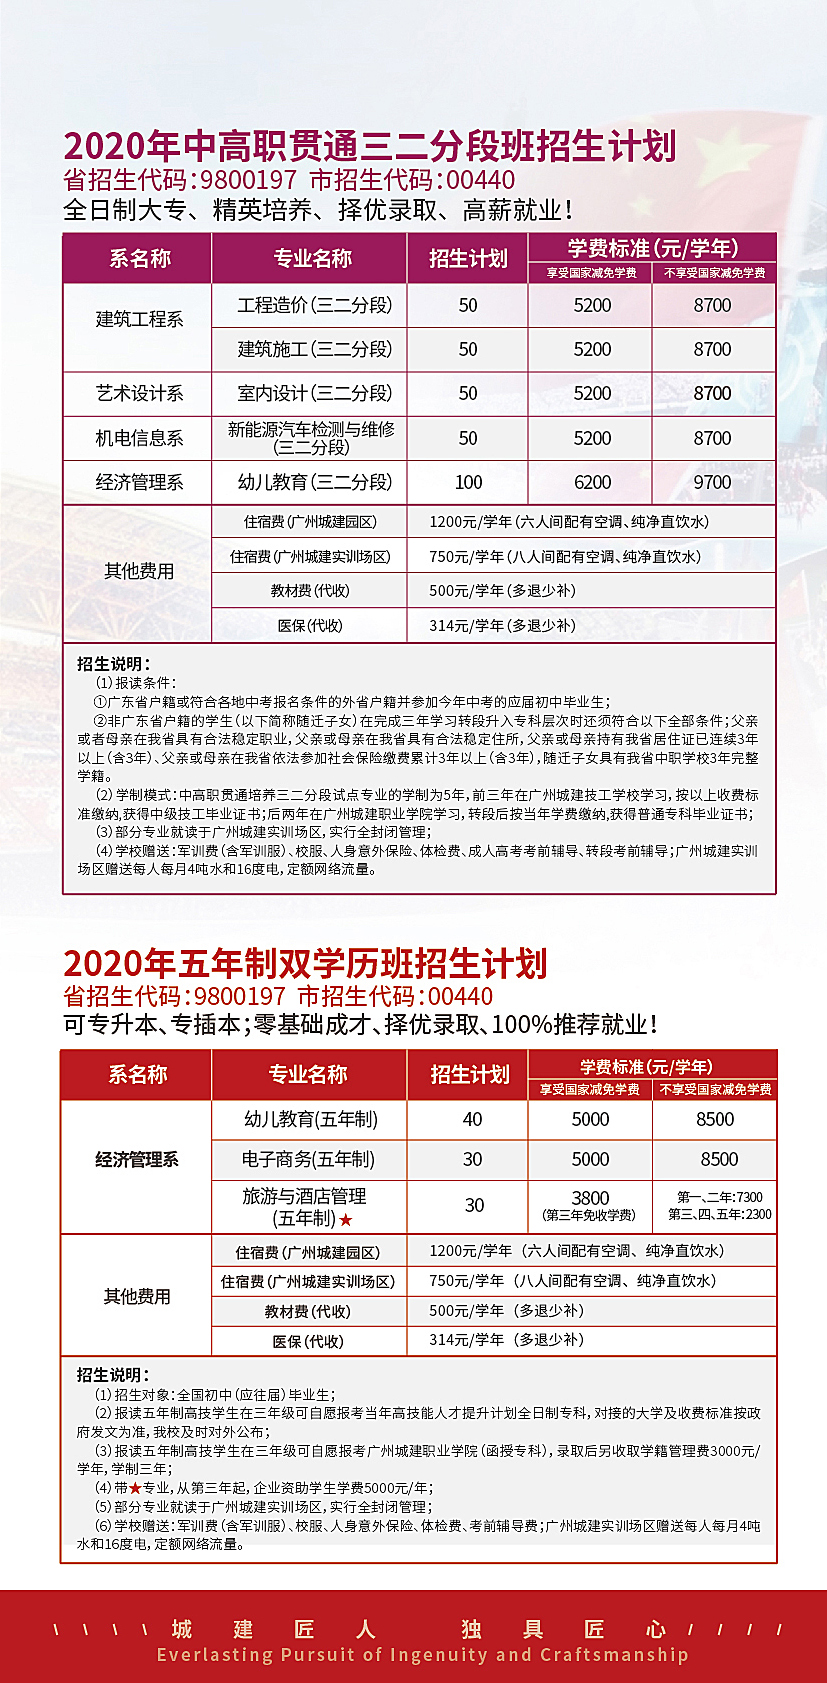 2020年中高职贯通三二分段班招生计划
省招生代码：9800197 市招生代码：00440
全日制大专、精英培养、择优录取、高薪就业！
系名称 专业名称 招生计划 学费标准（元/学年）
享受国家减免学费 不享受国家减免学费
建筑工程系 工程造价（三二分段） 50 5200 8700
建筑施工（三二分段） 50 5200 8700
艺术设计系 室内设计（三二分段） 50 5200 8700
机电信息系 新能源汽车检测与维修 50 5200 8700
（三二分段）
经济管理系 幼儿教育（三二分段） 100 6200 9700
其他费用 住宿费（广州城建园区） 1200元/学年（六人间配有空调、纯净直饮水）
住宿费（广州城建实训场区） 750元/学年（八人间配有空调、纯净直饮水）
教材费（代收） 500元/学年（多退少补）
医保（代收） 314元/学年（多退少补）
招生说明：
（1）报读条件：
①广东省户籍或符合各地中考报名条件的外省户籍并参加今年中考的应届初中毕业生；
②非广东省户籍的学生（以下简称随迁子女）在完成三年学习转段升入专科层次时还须符合以下全部条件；父亲
或者母亲在我省具有合法稳定职业，父亲或母亲在我省具有合法稳定住所，父亲或母亲持有我省居住证已连续3年
以上（含3年）、父亲或母亲在我省依法参加社会保险缴费累计3年以上（含3年），随迁子女具有我省中职学校3年完整
学籍。
（2）学制模式：中高职贯通培养三二分段试点专业的学制为5年，前三年在广州城建技工学校学习，按以上收费标
准缴纳，获得中级技工毕业证书；后两年在广州城建职业学院学习，转段后按当年学费缴纳，获得普通专科毕业证书；
（3）部分专业就读于广州城建实训场区，实行全封闭管理；
（4）学校赠送：军训费（含军训服）、校服、人身意外保险、体检费、成人高考考前辅导、转段考前辅导；广州城建实训
场区赠送每人每月4吨水和16度电，定额网络流量。
2020年五年制双学历班招生计划
省招生代码：9800197 市招生代码：00440
可专升本、专插本；零基础成才、择优录取、100%推荐就业！
系名称 专业名称 招生计划 学费标准（元/学年）
享受国家减免学费 不享受国家减免学费
经济管理系 幼儿教育(五年制) 40 5000 8500
电子商务(五年制) 30 5000 8500
旅游与酒店管理 30 3800 第一、二年：7300
(五年制)★ （第三年免收学费） 第三、四、五年：2300
其他费用 住宿费（广州城建园区） 1200元/学年（六人间配有空调、纯净直饮水）
住宿费（广州城建实训场区） 750元/学年（八人间配有空调、纯净直饮水）
教材费（代收） 500元/学年（多退少补）
医保（代收） 314元/学年（多退少补）
招生说明：
（1）招生对象：全国初中（应往届）毕业生；
（2）报读五年制高技学生在三年级可自愿报考当年高技能人才提升计划全日制专科，对接的大学及收费标准按政
府发文为准，我校及时对外公布；
（3）报读五年制高技学生在三年级可自愿报考广州城建职业学院（函授专科），录取后另收取学籍管理费3000元/
学年，学制三年；
（4）带★专业，从第三年起，企业资助学生学费5000元/年；
（5）部分专业就读于广州城建实训场区，实行全封闭管理；
（6）学校赠送：军训费（含军训服）、校服、人身意外保险、体检费、考前辅导费；广州城建实训场区赠送每人每月4吨
水和16度电，定额网络流量。
\ \ \ \ 城建匠人 独具匠心 / / / /
Everlasting Pursuit of Ingenuity and Craftsmanship